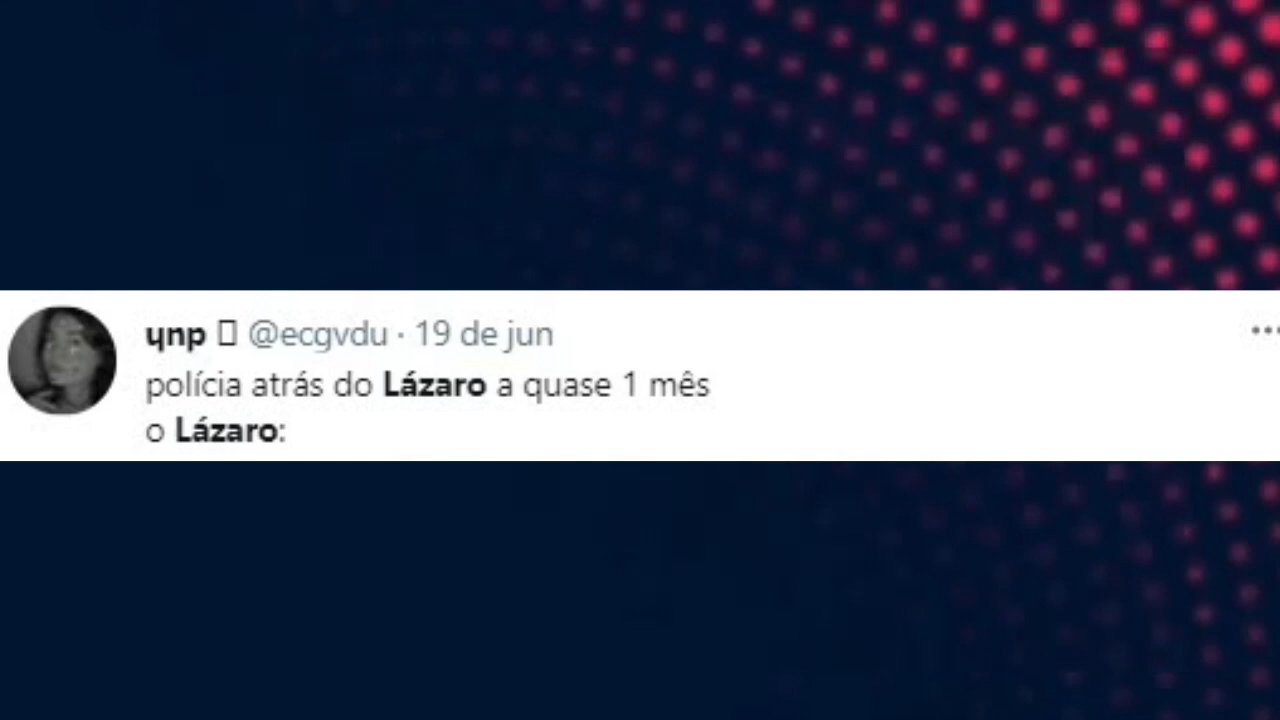 ɥnp @ecgvdu · 19 de jun
polícia atrás do Lázaro a quase 1 mês
o Lázaro: